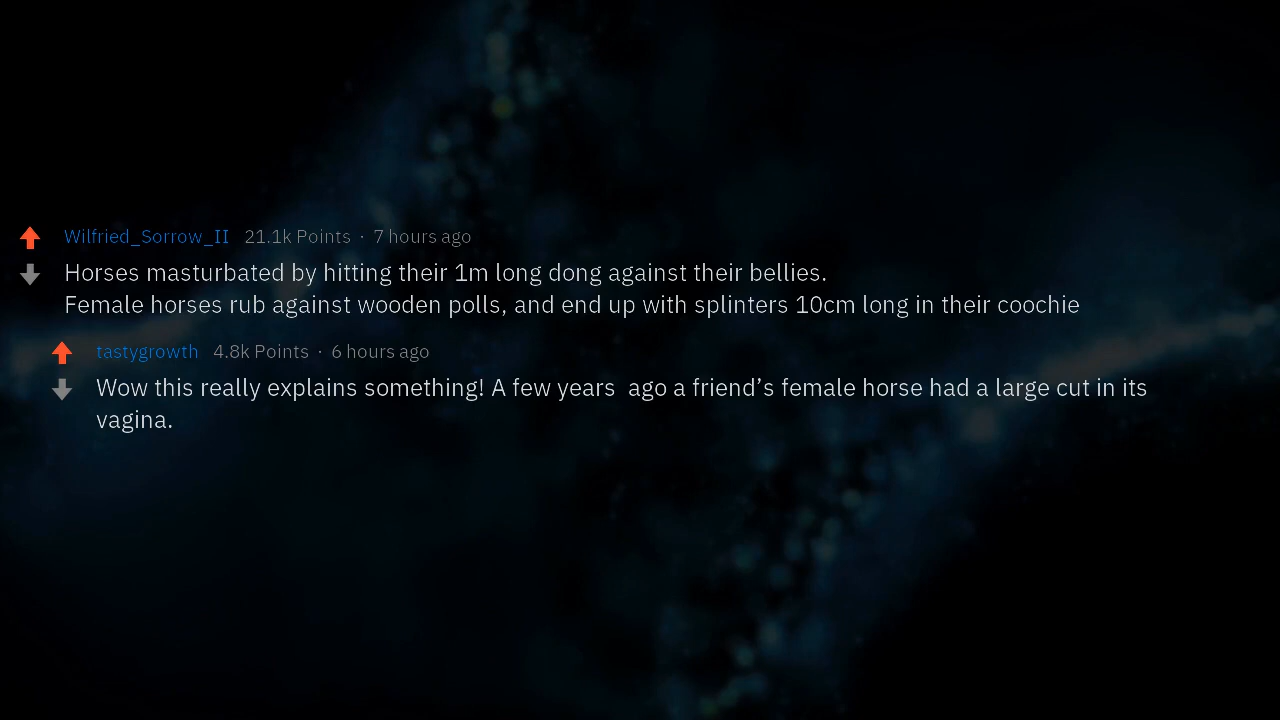 Wilfried_Sorrow_II 21.1k Points · 7 hours ago
Horses masturbated by hitting their 1m long dong against their bellies.
Female horses rub against wooden polls, and end up with splinters 10cm long in their coochie
tastygrowth 4.8k Points · 6 hours ago
Wow this really explains something! A few years  ago a friend’s female horse had a large cut in its
vagina.